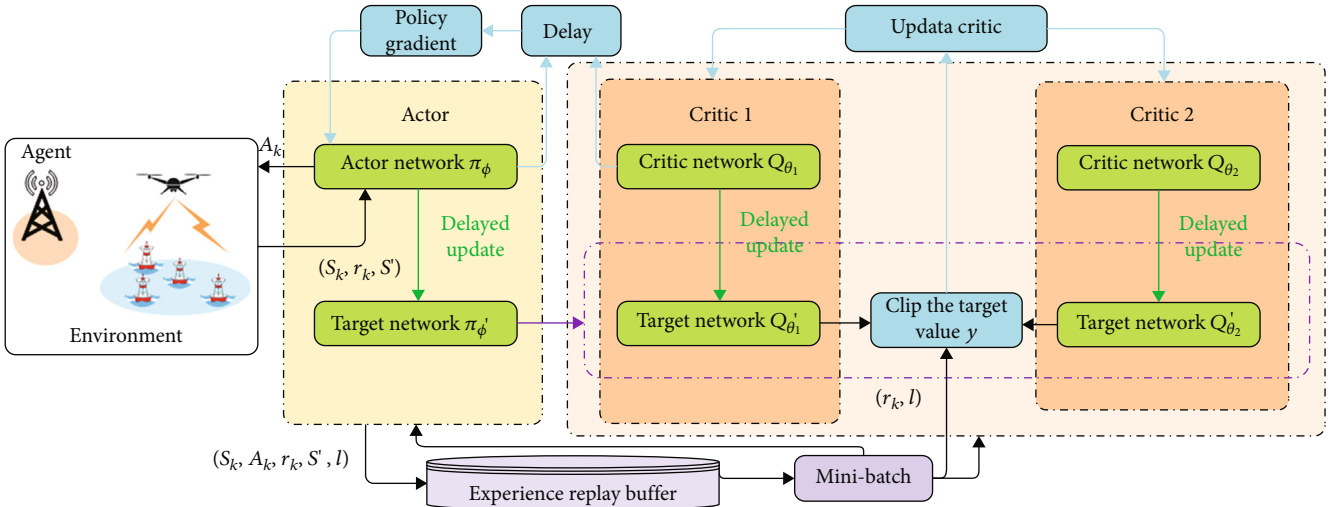 Policy
gradient
Delay
Updata critic
Actor
Critic 1
Critic 2
Agent
A_k
Actor network π_ϕ
Critic network Q_θ₁
Critic network Q_θ₂
Delayed
update
Delayed
update
Delayed
update
(S_k, r_k, S')
Environment
Target network π'_ϕ
Target network Q'_θ₁
Clip the target
value y
Target network Q'_θ₂
(r_k, l)
(S_k, A_k, r_k, S', l)
Experience replay buffer
Mini-batch